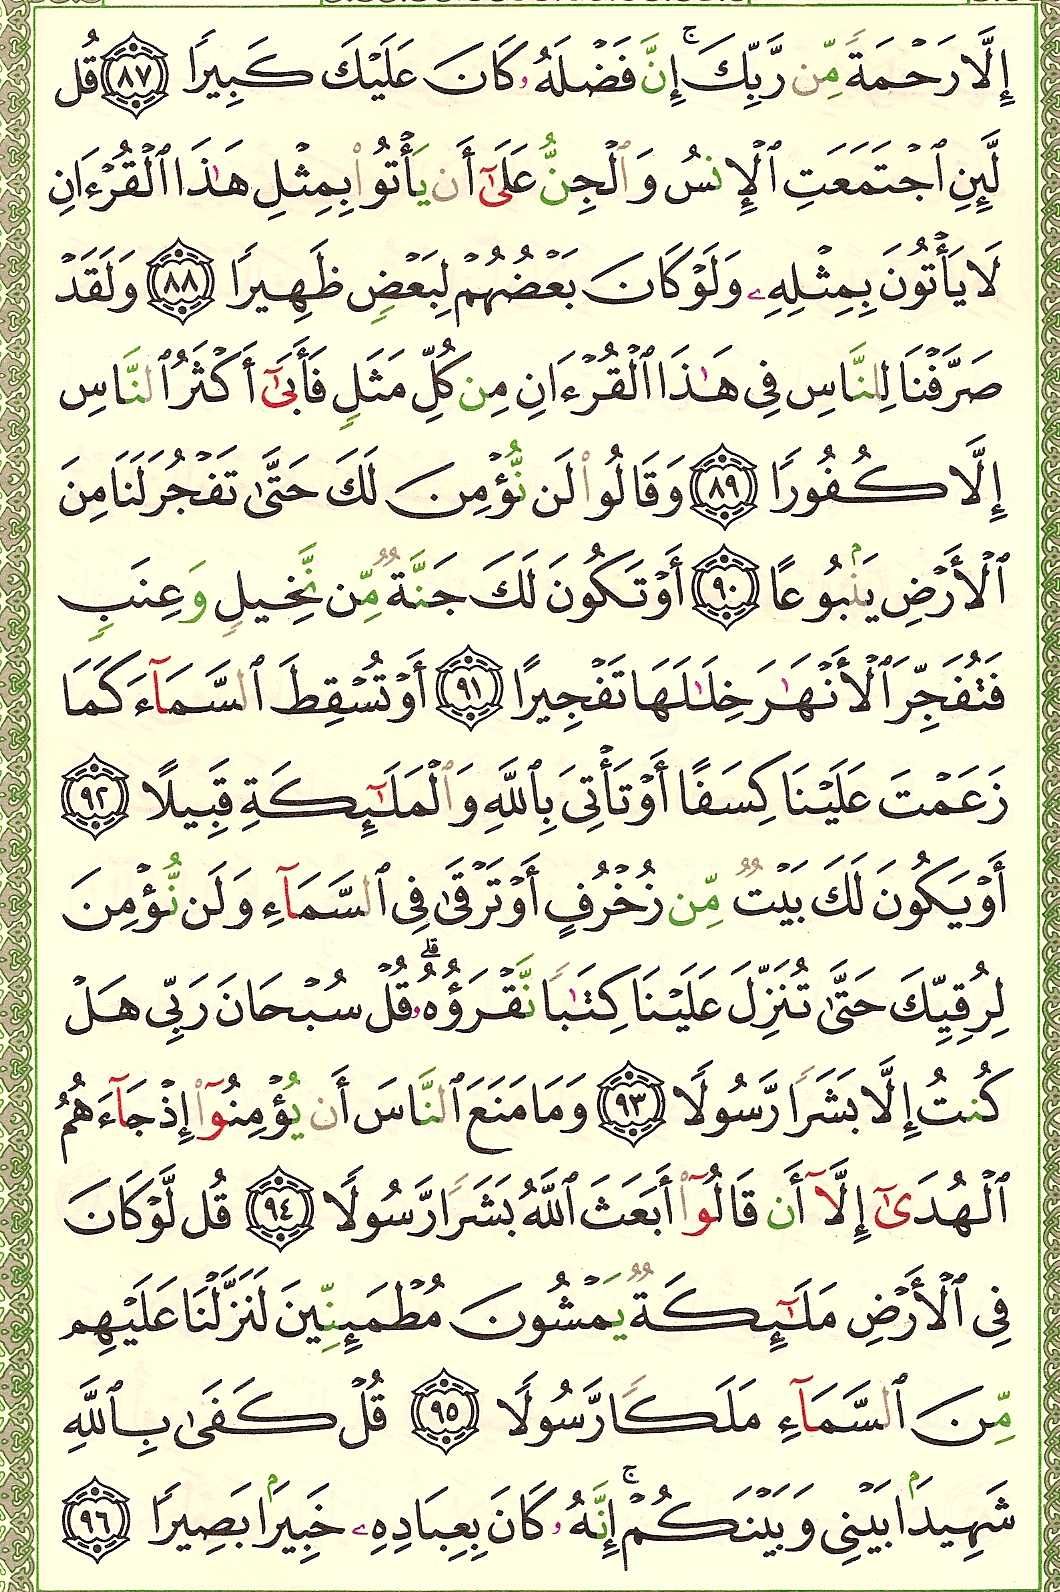 إِلَّا رَحْمَةً مِّن رَّبِّكَ ۚ إِنَّ فَضْلَهُۥ كَانَ عَلَيْكَ كَبِيرًا ٨٧ قُل
لَّئِنِ ٱجْتَمَعَتِ ٱلْإِنسُ وَٱلْجِنُّ عَلَىٰٓ أَن يَأْتُوا۟ بِمِثْلِ هَـٰذَا ٱلْقُرْءَانِ
لَا يَأْتُونَ بِمِثْلِهِۦ وَلَوْ كَانَ بَعْضُهُمْ لِبَعْضٍ ظَهِيرًا ٨٨ وَلَقَدْ
صَرَّفْنَا لِلنَّاسِ فِى هَـٰذَا ٱلْقُرْءَانِ مِن كُلِّ مَثَلٍ فَأَبَىٰٓ أَكْثَرُ ٱلنَّاسِ
إِلَّا كُفُورًا ٨٩ وَقَالُوا۟ لَن نُّؤْمِنَ لَكَ حَتَّىٰ تَفْجُرَ لَنَا مِنَ
ٱلْأَرْضِ يَنۢبُوعًا ٩٠ أَوْ تَكُونَ لَكَ جَنَّةٌ مِّن نَّخِيلٍ وَعِنَبٍ
فَتُفَجِّرَ ٱلْأَنْهَـٰرَ خِلَـٰلَهَا تَفْجِيرًا ٩١ أَوْ تُسْقِطَ ٱلسَّمَآءَ كَمَا
زَعَمْتَ عَلَيْنَا كِسَفًا أَوْ تَأْتِىَ بِٱللَّهِ وَٱلْمَلَـٰٓئِكَةِ قَبِيلًا ٩٢
أَوْ يَكُونَ لَكَ بَيْتٌ مِّن زُخْرُفٍ أَوْ تَرْقَىٰ فِى ٱلسَّمَآءِ وَلَن نُّؤْمِنَ
لِرُقِيِّكَ حَتَّىٰ تُنَزِّلَ عَلَيْنَا كِتَـٰبًا نَّقْرَؤُهُۥ ۗ قُلْ سُبْحَانَ رَبِّى هَلْ
كُنتُ إِلَّا بَشَرًا رَّسُولًا ٩٣ وَمَا مَنَعَ ٱلنَّاسَ أَن يُؤْمِنُوٓا۟ إِذْ جَآءَهُمُ
ٱلْهُدَىٰٓ إِلَّآ أَن قَالُوٓا۟ أَبَعَثَ ٱللَّهُ بَشَرًا رَّسُولًا ٩٤ قُل لَّوْ كَانَ
فِى ٱلْأَرْضِ مَلَـٰٓئِكَةٌ يَمْشُونَ مُطْمَئِنِّينَ لَنَزَّلْنَا عَلَيْهِم
مِّنَ ٱلسَّمَآءِ مَلَكًا رَّسُولًا ٩٥ قُلْ كَفَىٰ بِٱللَّهِ
شَهِيدًۢا بَيْنِى وَبَيْنَكُمْ ۚ إِنَّهُۥ كَانَ بِعِبَادِهِۦ خَبِيرًۢا بَصِيرًا ٩٦